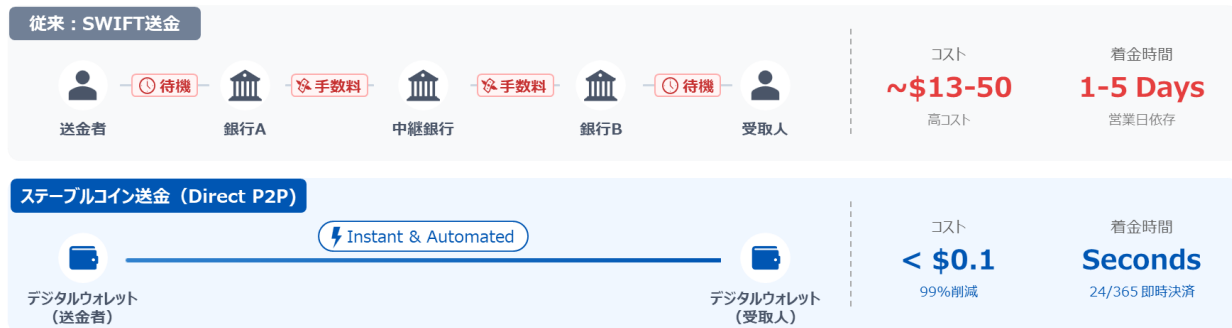 従来：SWIFT送金
送金者
待機
銀行A
手数料
中継銀行
手数料
銀行B
待機
受取人
コスト
~$13-50
高コスト
着金時間
1-5 Days
営業日依存
ステーブルコイン送金（Direct P2P）
デジタルウォレット
（送金者）
Instant & Automated
デジタルウォレット
（受取人）
コスト
< $0.1
99%削減
着金時間
Seconds
24/365 即時決済